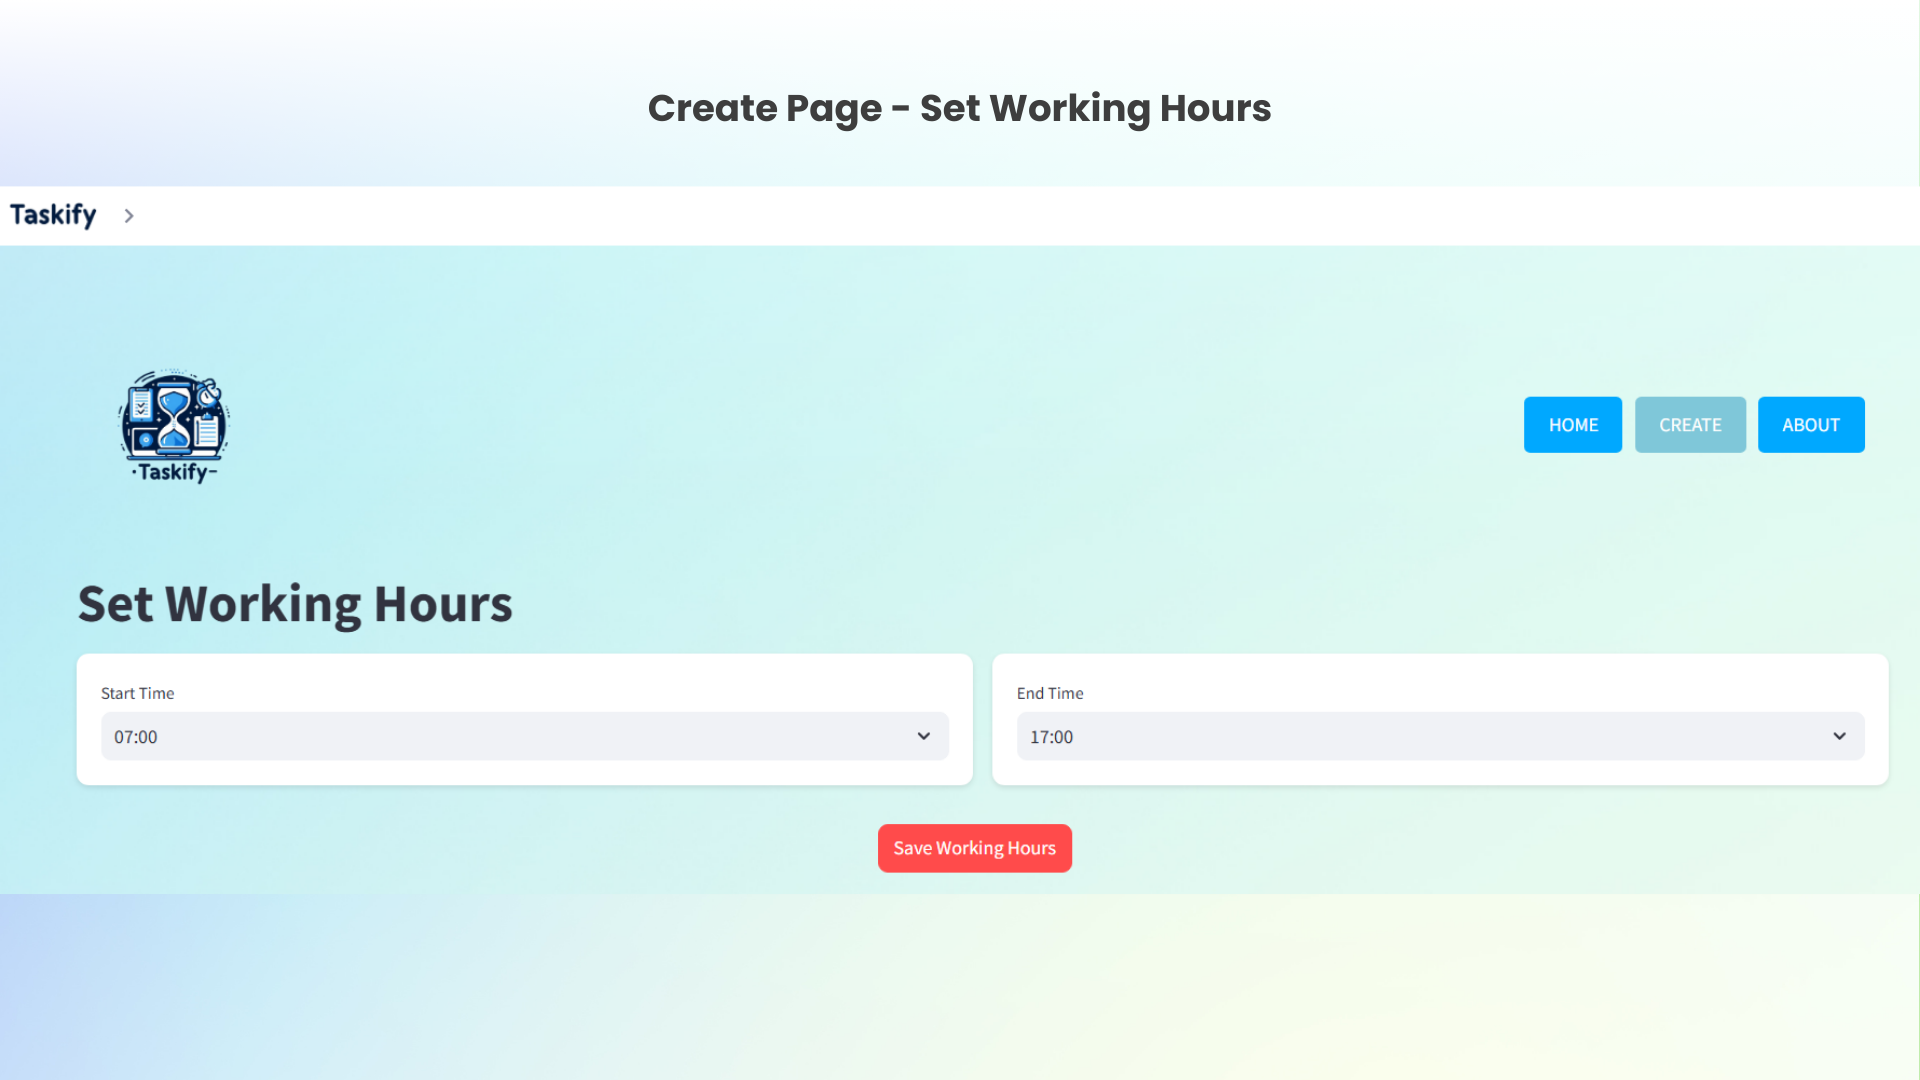 Create Page - Set Working Hours
Taskify
·Taskify-
HOME CREATE ABOUT
Set Working Hours
Start Time End Time
07:00 17:00
Save Working Hours